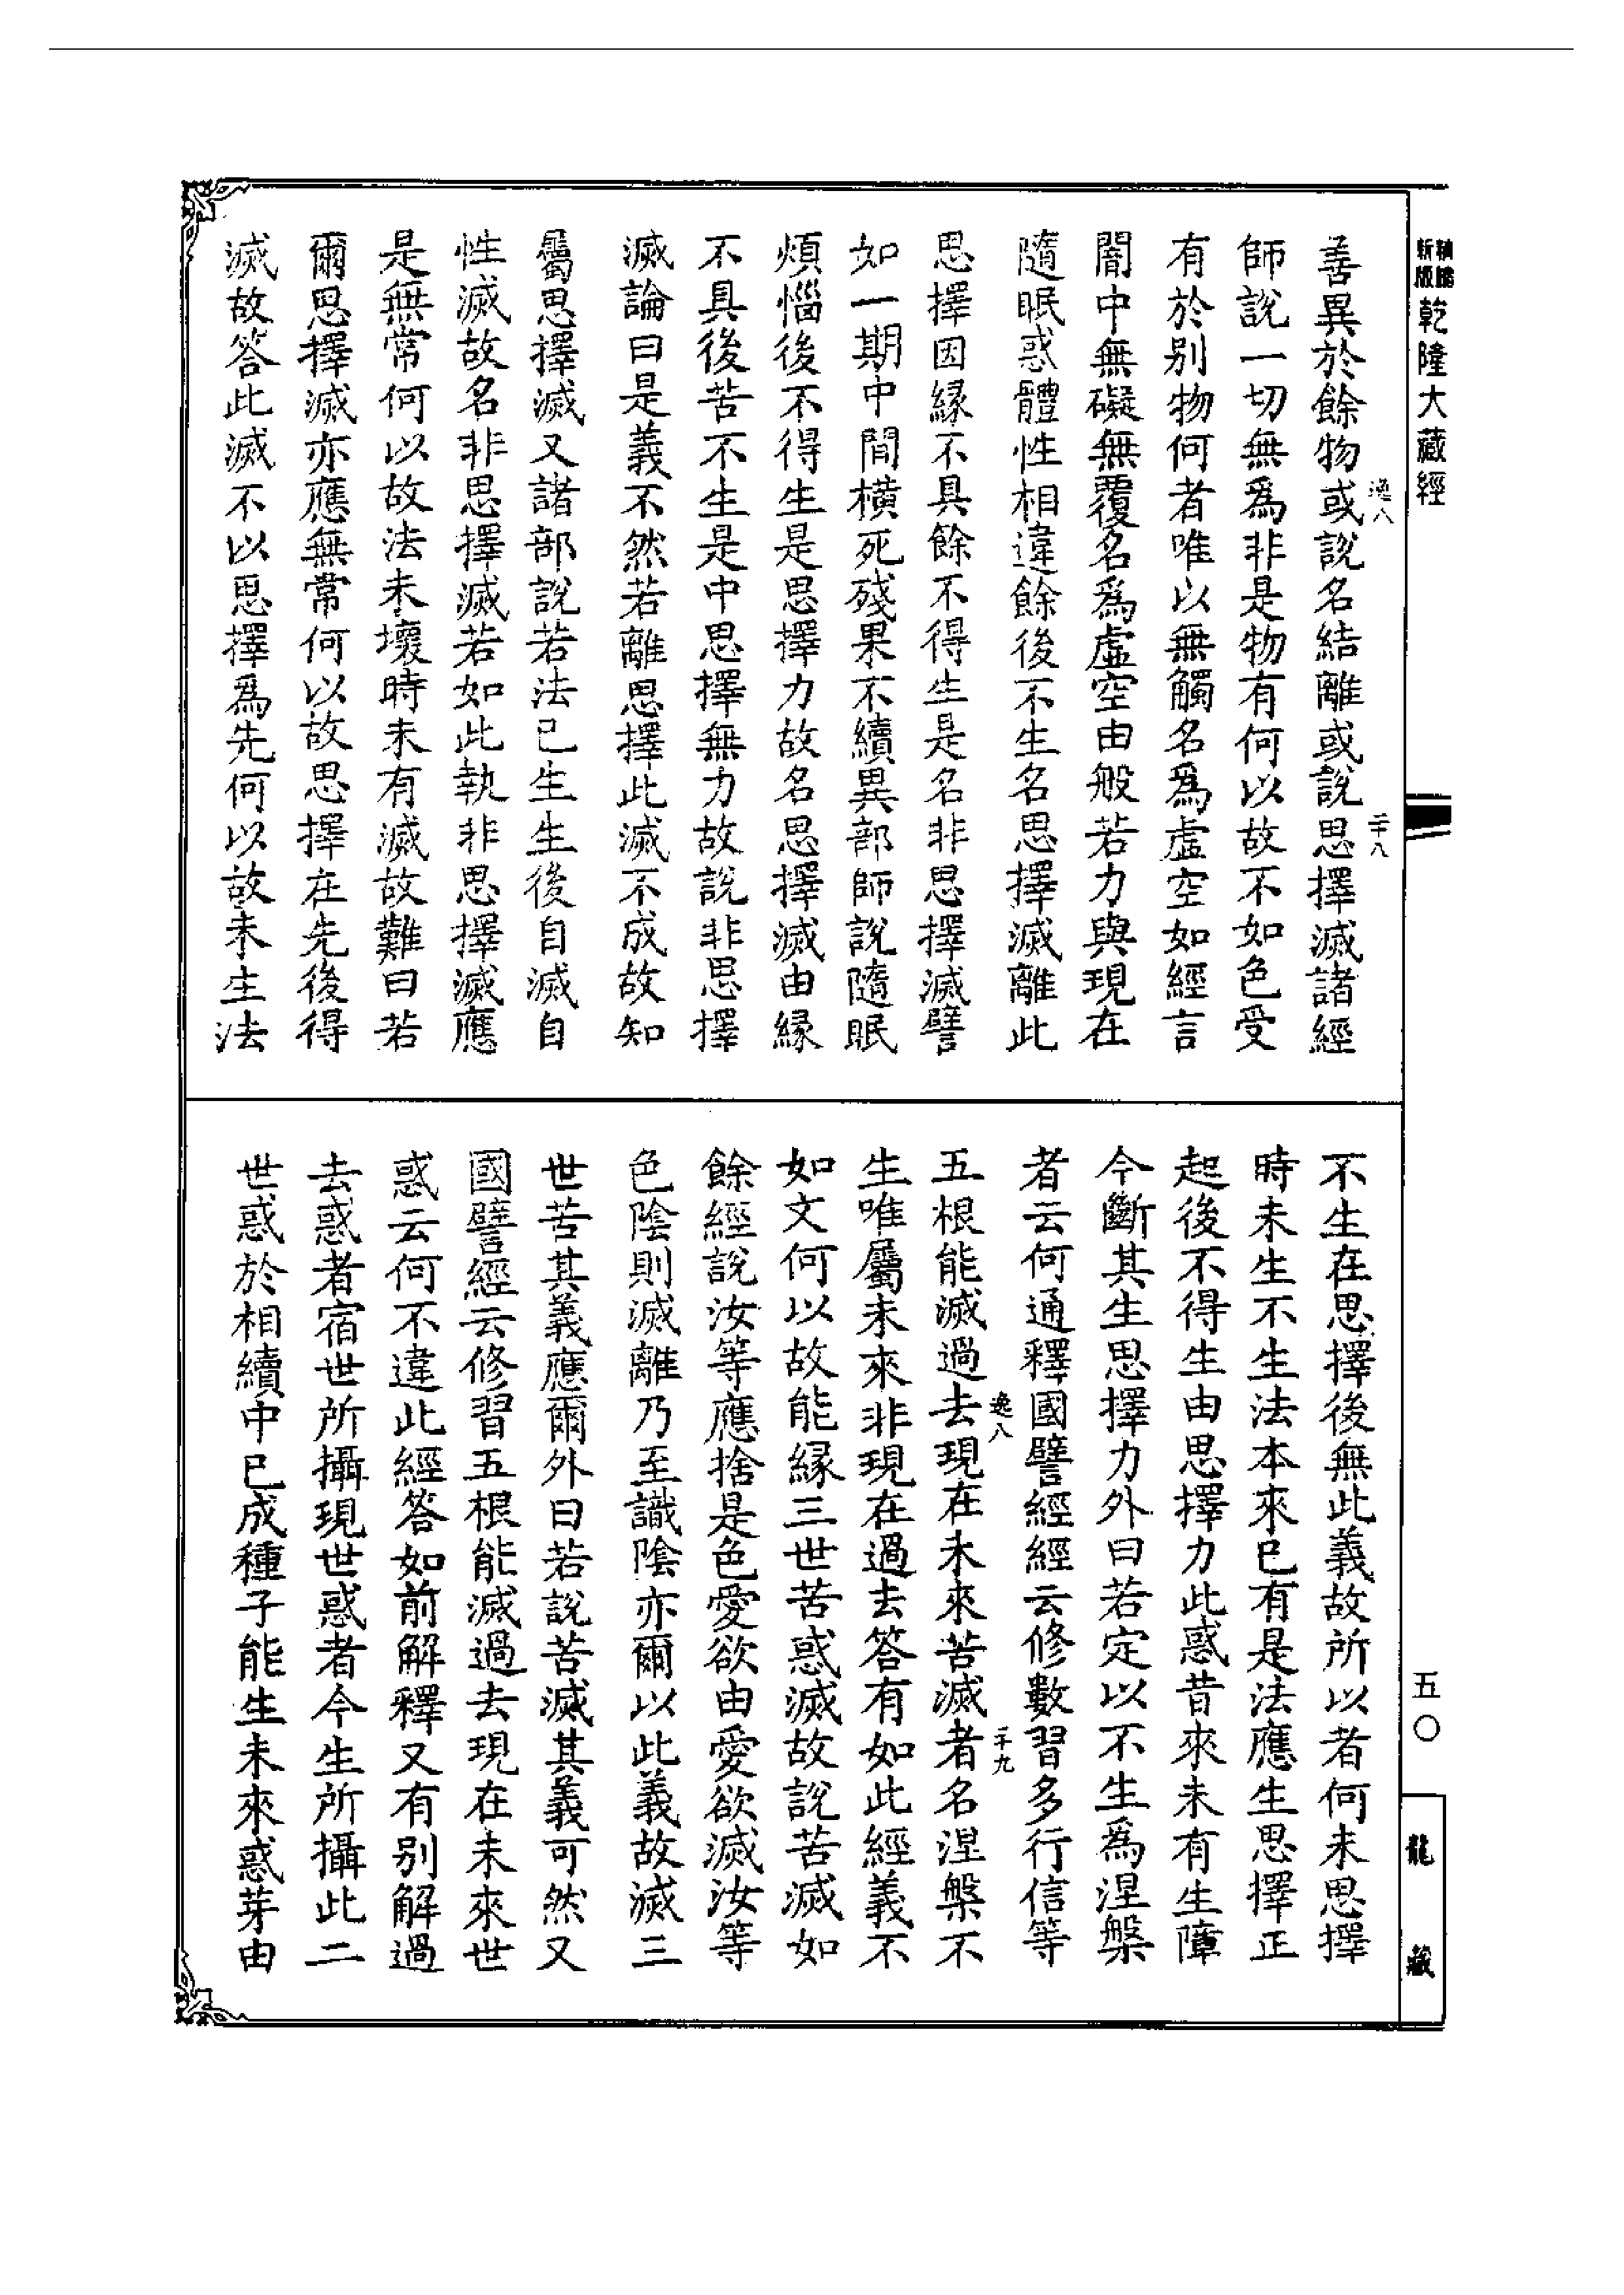 乾隆大藏經
善異於餘物或說名結離或說思擇滅諸經
師說一切無爲非是物有何以故不如色受
有於别物何者唯以無觸名爲虛空如經言
闇中無礙無覆名爲虛空由般若力與現在
隨眠惑體性相違餘後不生名思擇滅離此
思擇因縁不具餘不得生是名非思擇滅譬
如一期中間橫死殘果不續異部師說隨眠
煩惱後不得生是思擇力故名思擇滅由縁
不具後苦不生是中思擇無力故說非思擇
滅論曰是義不然若離思擇此滅不成故知
屬思擇滅又諸部說若法已生生後自滅自
性滅故名非思擇滅若如此執非思擇滅應
是無常何以故法未壞時未有滅故難曰若
爾思擇滅亦應無常何以故思擇在先後得
滅故答此滅不以思擇爲先何以故未生法
逸八
二十八
不生在思擇後無此義故所以者何未思擇
時未生不生法本來已有是法應生思擇正
起後不得生由思擇力此惑昔來未有生障
今斷其生思擇力外曰若定以不生爲涅槃
者云何通釋國譬經經云修數習多行信等
五根能滅過去現在未來苦滅者名涅槃不
生唯屬未來非現在過去答有如此經義不
如文何以故能緣三世苦惑滅故說苦滅如
餘經說汝等應捨是色愛欲由愛欲滅汝等
色陰則滅離乃至識陰亦爾以此義故滅三
世苦其義應爾外曰若說苦滅其義可然又
國譬經云修習五根能滅過去現在未來世
惑云何不違此經答如前解釋又有别解過
去惑者宿世所攝現世惑者今生所攝此二
世惑於相續中已成種子能生未來惑芽由
逸八
二十九
五〇
龍藏